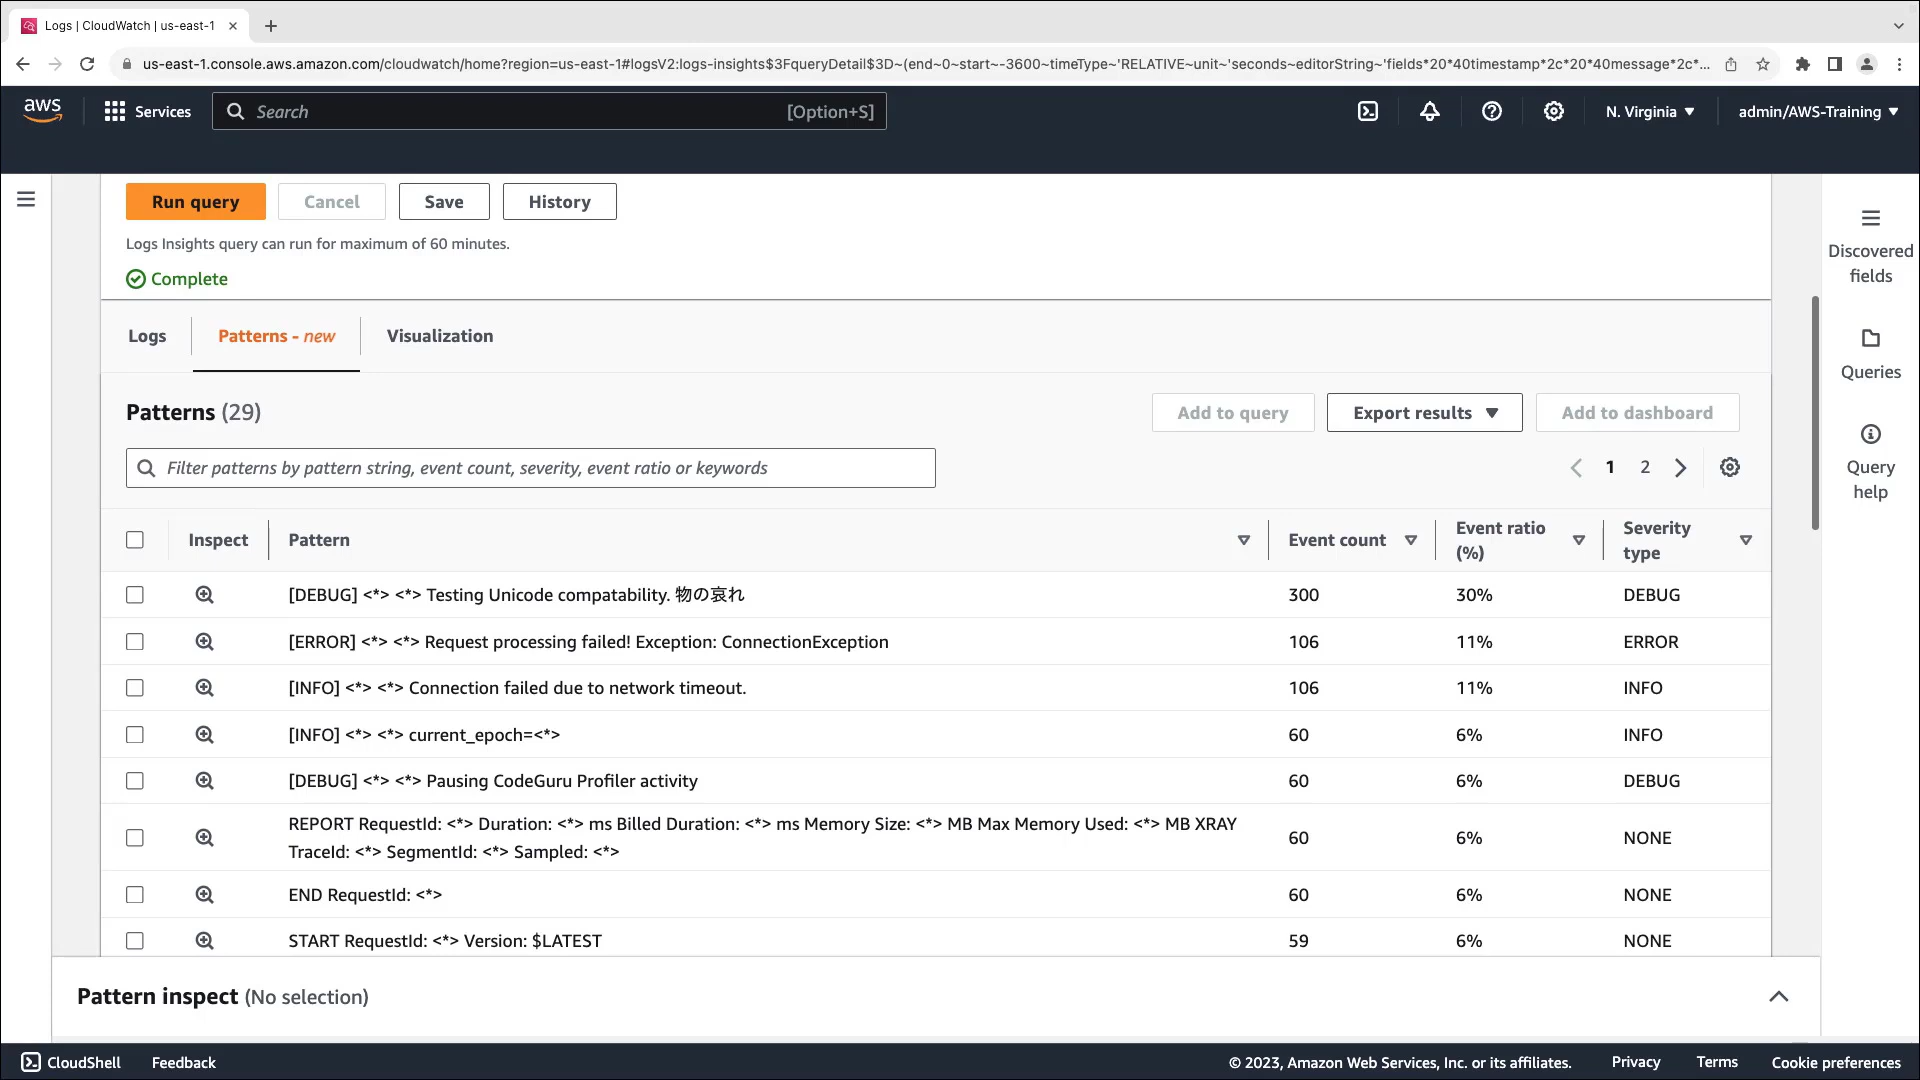 Logs | CloudWatch | us-east-1
us-east-1.console.aws.amazon.com/cloudwatch/home?region=us-east-1#logsV2:logs-insights$3FqueryDetail$3D~(end~0~start~-3600~timeType~'RELATIVE~unit~'seconds~editorString~'fields*20*40timestamp*2c*20*40message*2c*...
aws
Services
Search
[Option+S]
N. Virginia
admin/AWS-Training
Run query
Cancel
Save
History
Logs Insights query can run for maximum of 60 minutes.
Complete
Discovered
fields
Queries
Query
help
Logs
Patterns - new
Visualization
Patterns (29)
Add to query
Export results
Add to dashboard
Filter patterns by pattern string, event count, severity, event ratio or keywords
1 2
Inspect Pattern Event count Event ratio (%) Severity type
[DEBUG] <*> <*> Testing Unicode compatability. 物の哀れ 300 30% DEBUG
[ERROR] <*> <*> Request processing failed! Exception: ConnectionException 106 11% ERROR
[INFO] <*> <*> Connection failed due to network timeout. 106 11% INFO
[INFO] <*> <*> current_epoch=<*> 60 6% INFO
[DEBUG] <*> <*> Pausing CodeGuru Profiler activity 60 6% DEBUG
REPORT RequestId: <*> Duration: <*> ms Billed Duration: <*> ms Memory Size: <*> MB Max Memory Used: <*> MB XRAY
TraceId: <*> SegmentId: <*> Sampled: <*> 60 6% NONE
END RequestId: <*> 60 6% NONE
START RequestId: <*> Version: $LATEST 59 6% NONE
Pattern inspect (No selection)
CloudShell
Feedback
© 2023, Amazon Web Services, Inc. or its affiliates.
Privacy
Terms
Cookie preferences